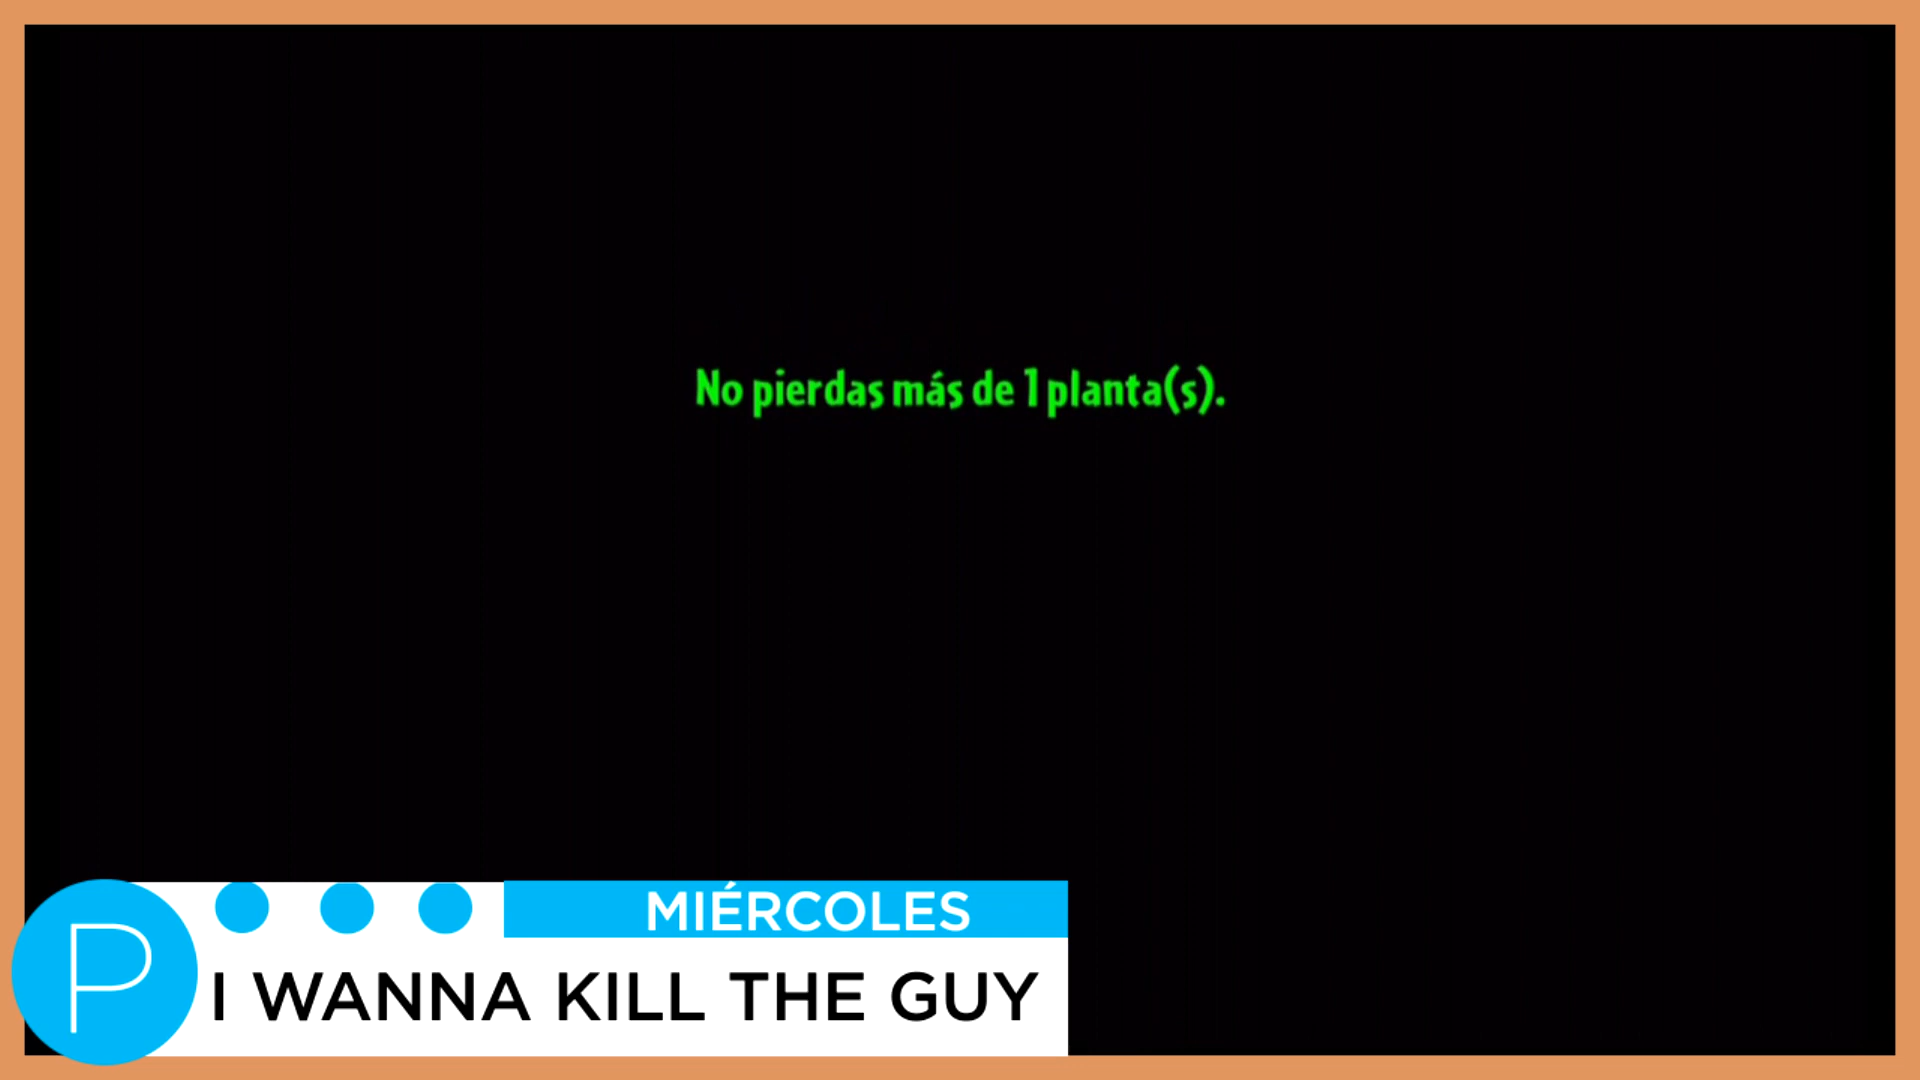 No pierdas más de 1 planta(s).
MIÉRCOLES
P
I WANNA KILL THE GUY